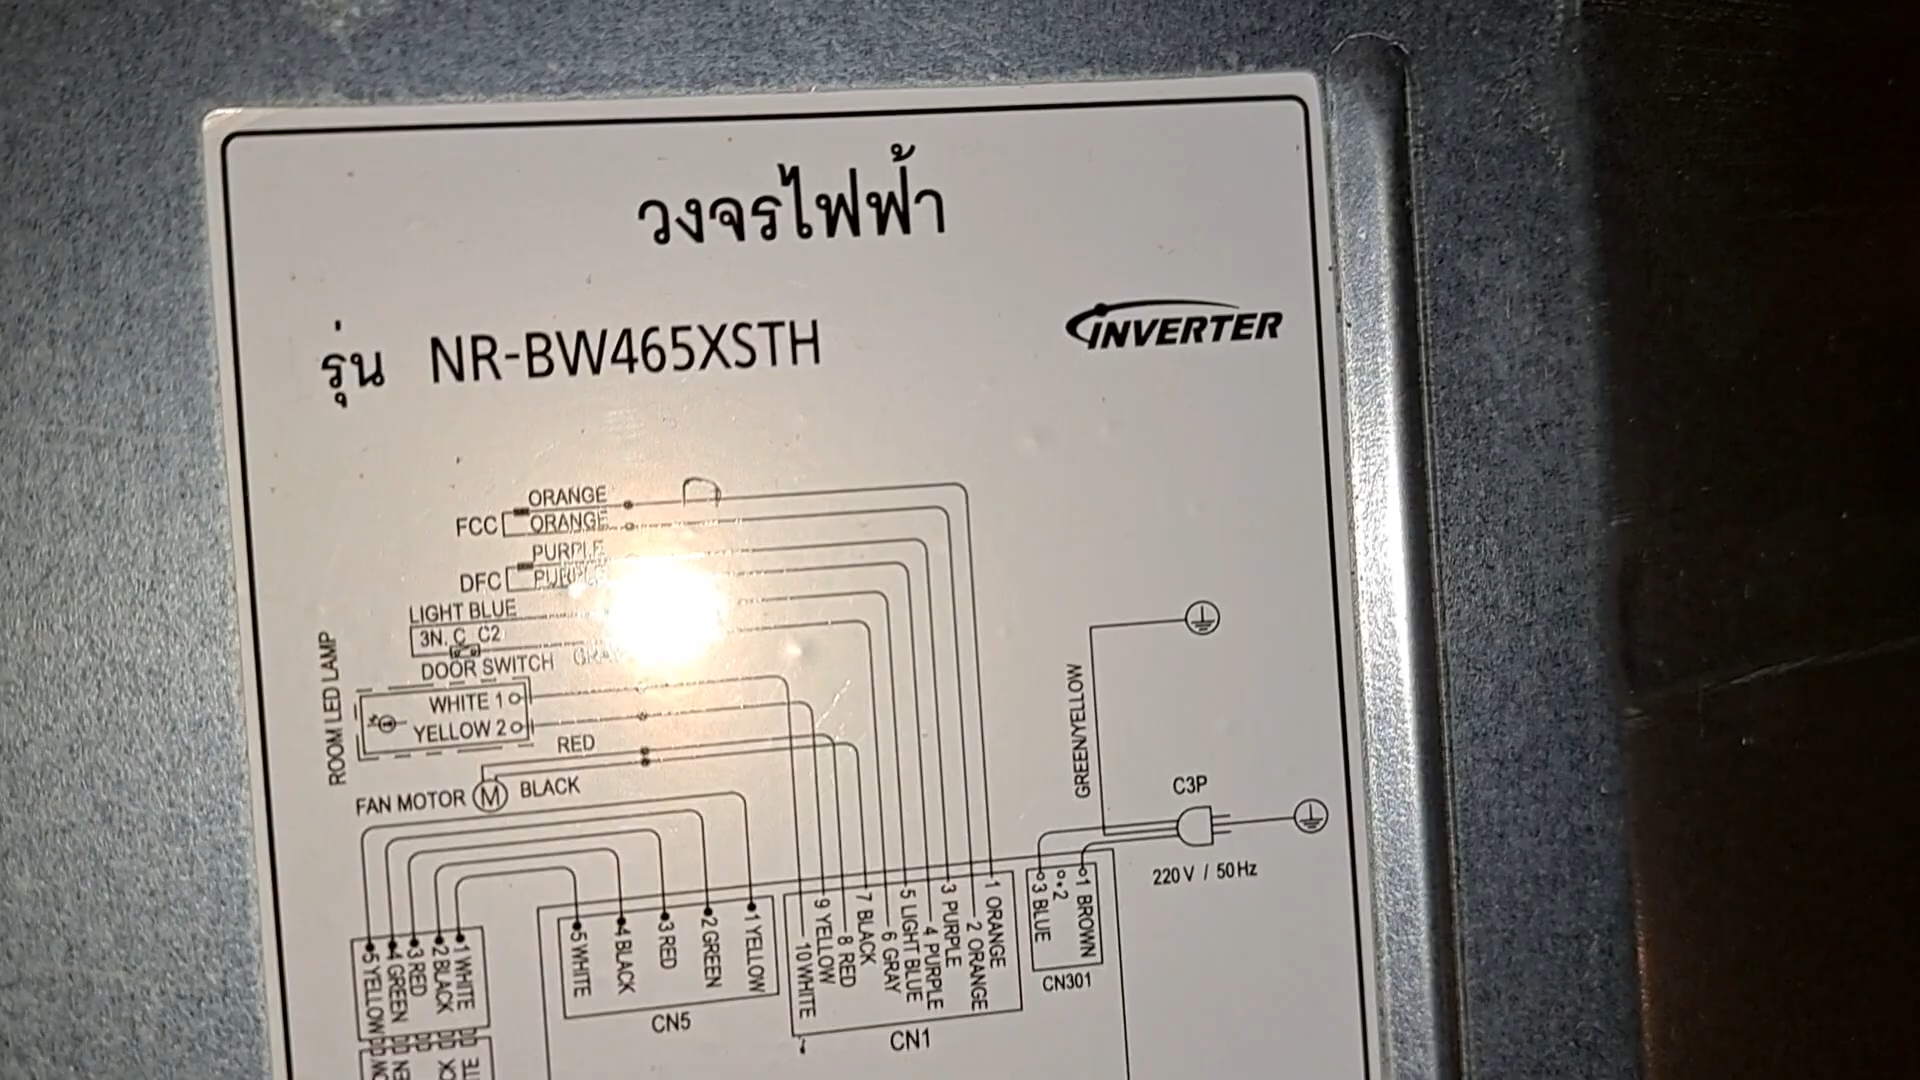 วงจรไฟฟ้า
รุ่น NR-BW465XSTH
INVERTER
ORANGE
FCC ORANGE
PURPLE
DFC PURPLE
LIGHT BLUE
3N. C C2
DOOR SWITCH
ROOM LED LAMP
WHITE 1
YELLOW 2
RED
FAN MOTOR M BLACK
GREEN/YELLOW
C3P
220 V / 50 Hz
1 WHITE
2 BLACK
3 RED
4 GREEN
5 YELLOW
5 WHITE
4 BLACK
3 RED
2 GREEN
1 YELLOW
CN5
10 WHITE
9 YELLOW
8 RED
7 BLACK
6 GRAY
5 LIGHT BLUE
4 PURPLE
3 PURPLE
2 ORANGE
1 ORANGE
CN1
3 BLUE
2
1 BROWN
CN301